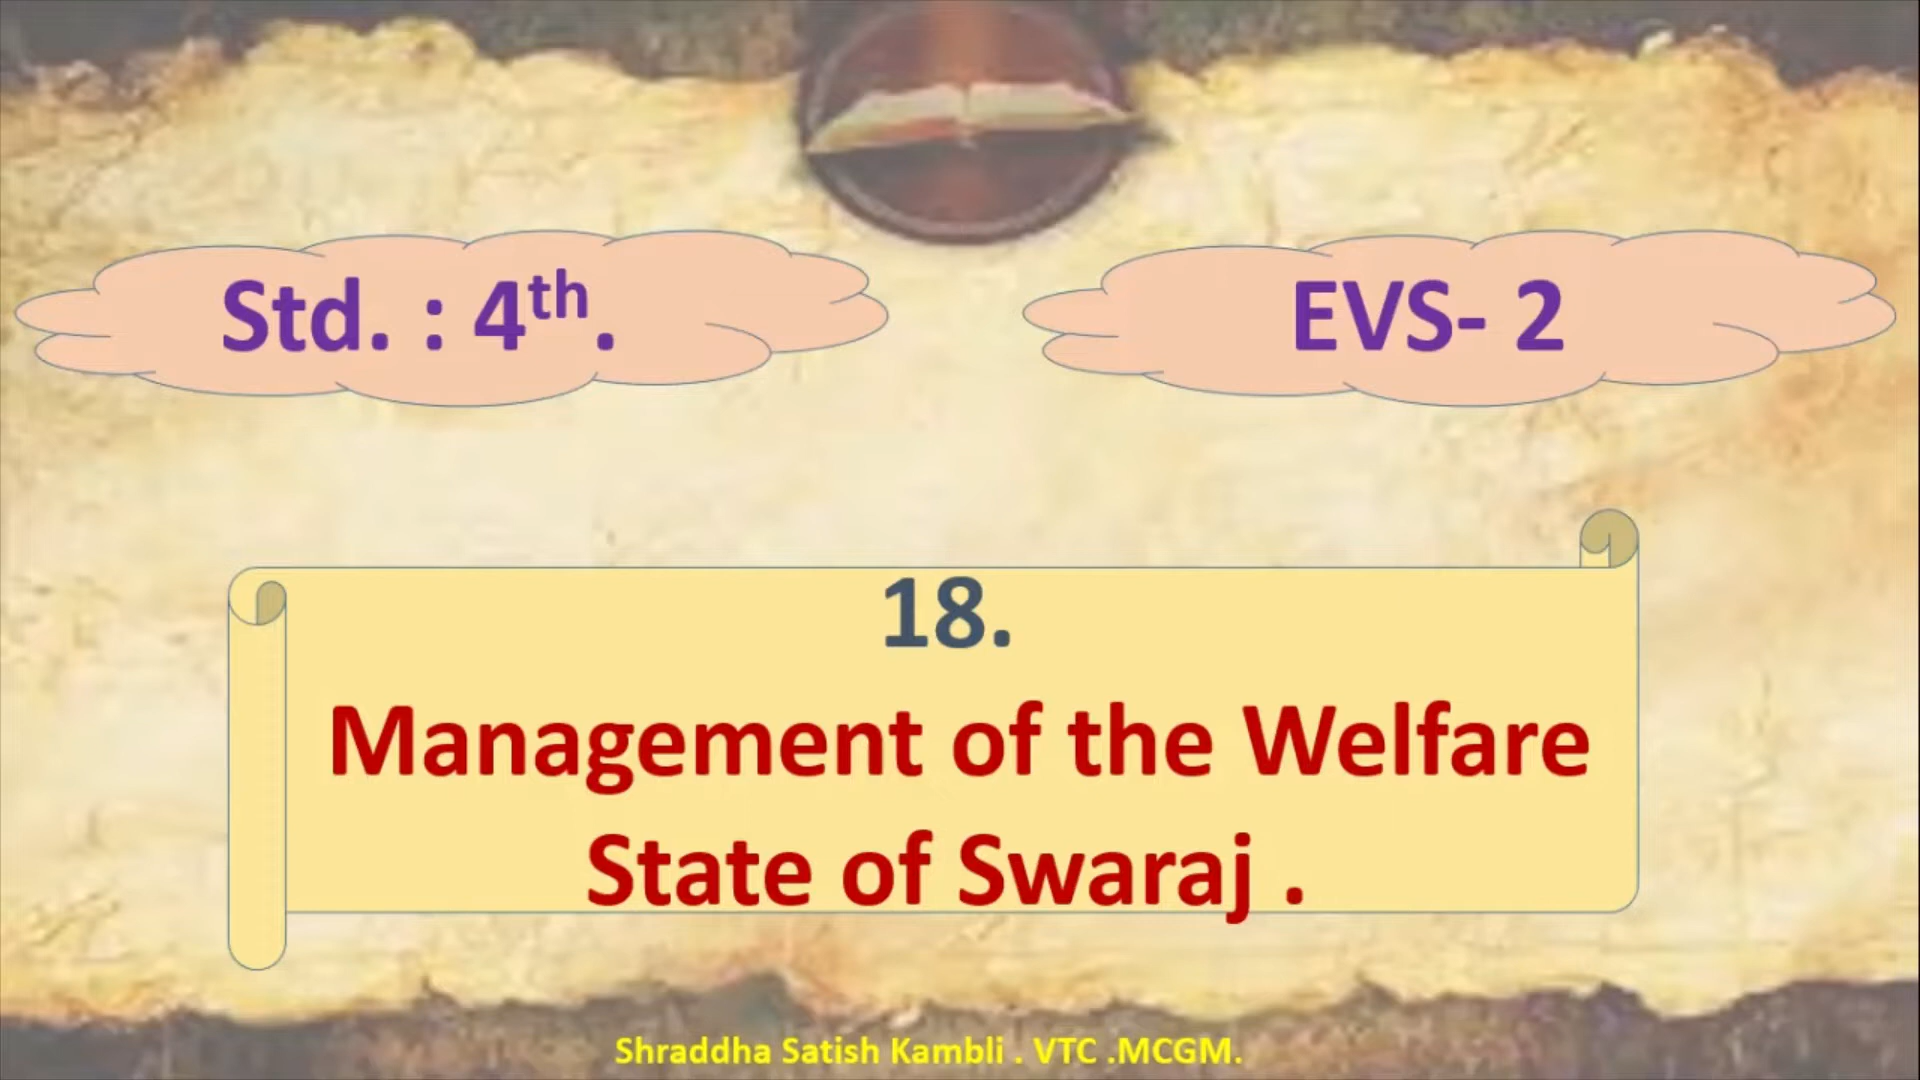 Std. : 4th.
EVS- 2
18.
Management of the Welfare
State of Swaraj .
Shraddha Satish Kambli . VTC .MCGM.